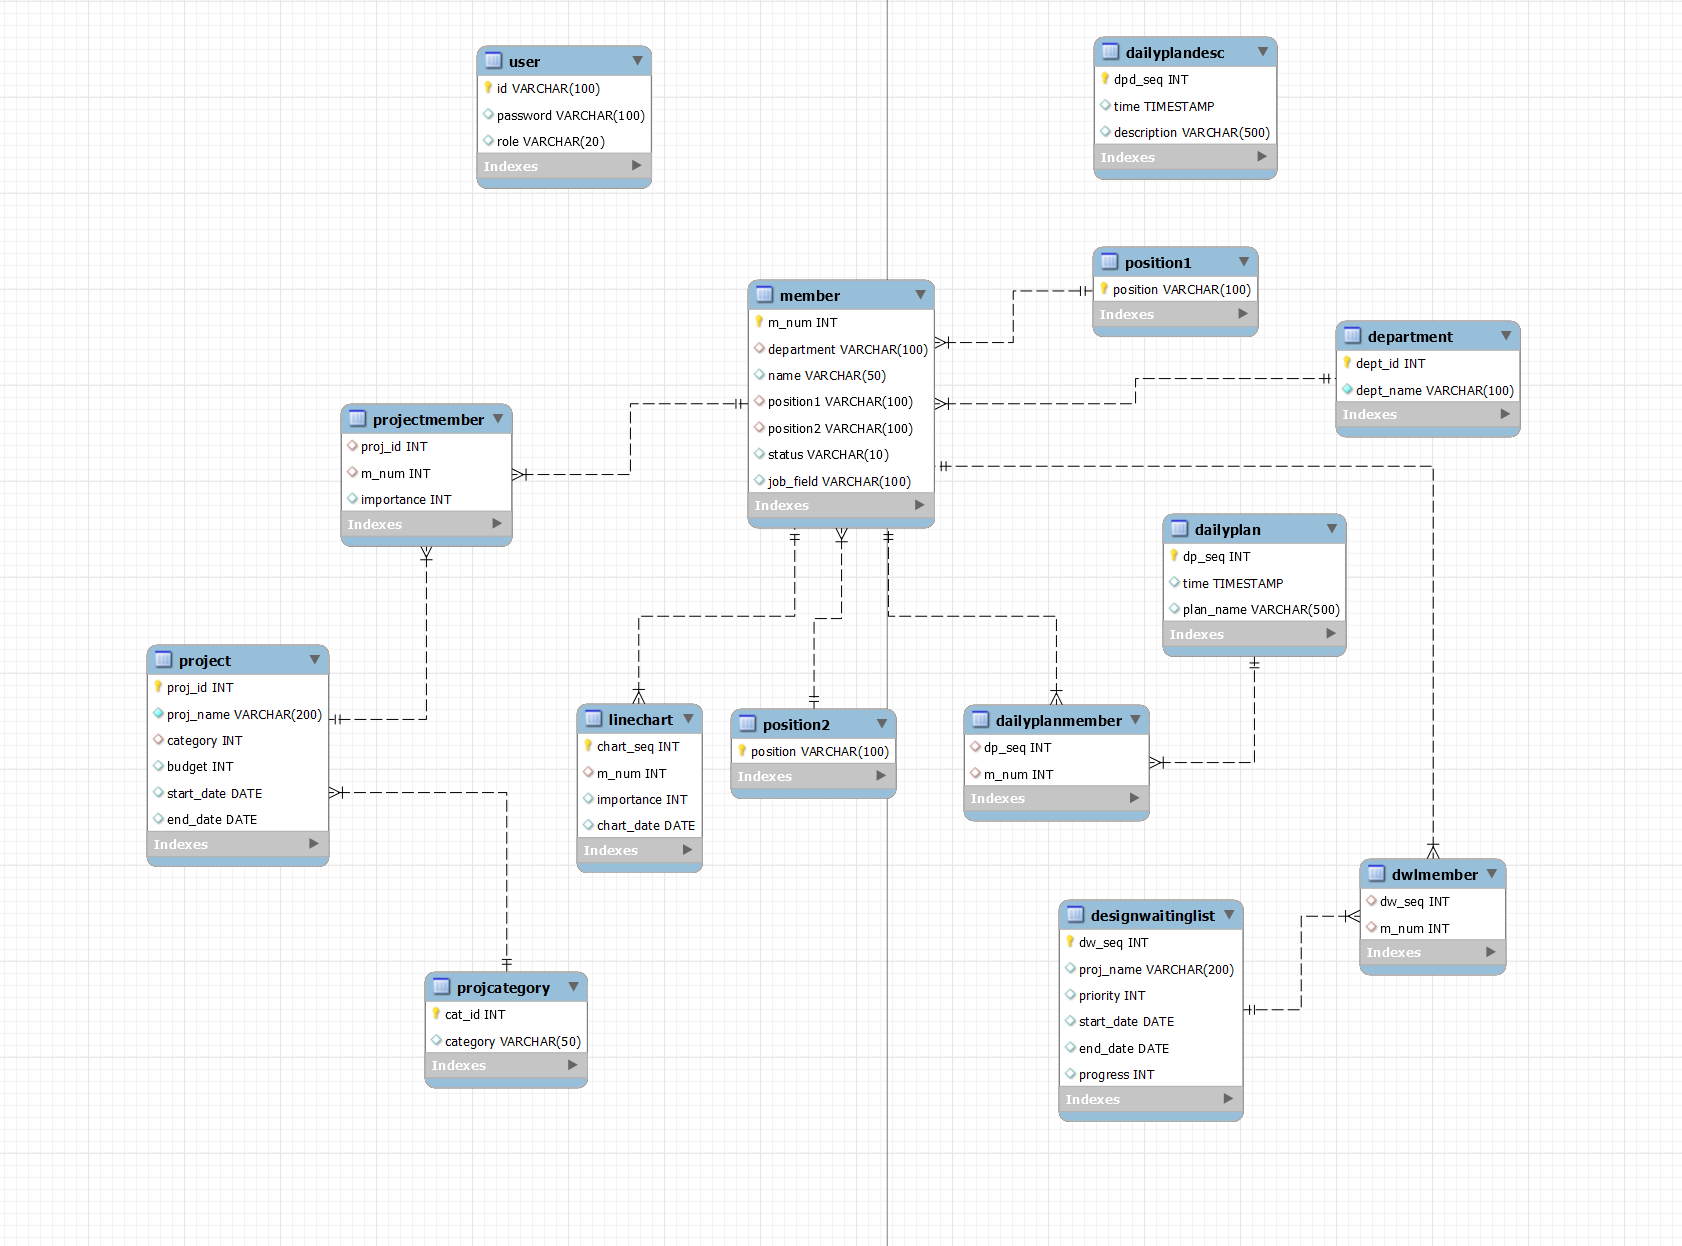 user
id VARCHAR(100)
password VARCHAR(100)
role VARCHAR(20)
Indexes
dailyplandesc
dpd_seq INT
time TIMESTAMP
description VARCHAR(500)
Indexes
position1
position VARCHAR(100)
Indexes
member
m_num INT
department VARCHAR(100)
name VARCHAR(50)
position1 VARCHAR(100)
position2 VARCHAR(100)
status VARCHAR(10)
job_field VARCHAR(100)
Indexes
department
dept_id INT
dept_name VARCHAR(100)
Indexes
projectmember
proj_id INT
m_num INT
importance INT
Indexes
dailyplan
dp_seq INT
time TIMESTAMP
plan_name VARCHAR(500)
Indexes
project
proj_id INT
proj_name VARCHAR(200)
category INT
budget INT
start_date DATE
end_date DATE
Indexes
linechart
chart_seq INT
m_num INT
importance INT
chart_date DATE
Indexes
position2
position VARCHAR(100)
Indexes
dailyplanmember
dp_seq INT
m_num INT
Indexes
dwlmember
dw_seq INT
m_num INT
Indexes
designwaitinglist
dw_seq INT
proj_name VARCHAR(200)
priority INT
start_date DATE
end_date DATE
progress INT
Indexes
projcategory
cat_id INT
category VARCHAR(50)
Indexes